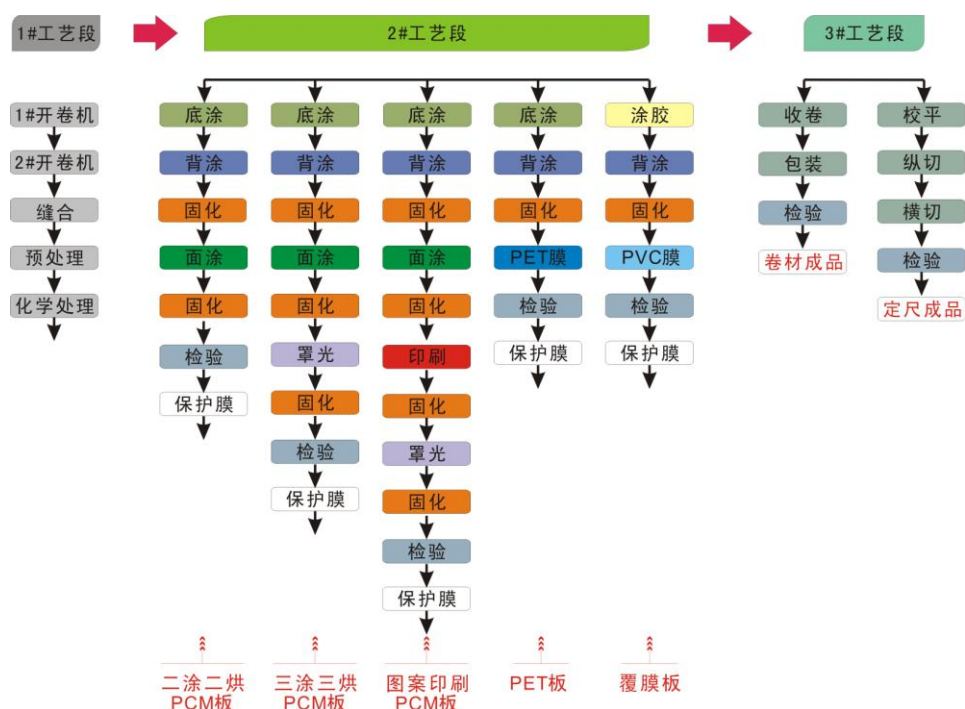 1#工艺段
2#工艺段
3#工艺段
1#开卷机
2#开卷机
缝合
预处理
化学处理
底涂
背涂
固化
面涂
固化
检验
保护膜
二涂二烘
PCM板
底涂
背涂
固化
面涂
固化
罩光
固化
检验
保护膜
三涂三烘
PCM板
底涂
背涂
固化
面涂
固化
印刷
固化
罩光
固化
检验
保护膜
图案印刷
PCM板
底涂
背涂
固化
PET膜
检验
保护膜
PET板
涂胶
背涂
固化
PVC膜
检验
保护膜
覆膜板
收卷
包装
检验
卷材成品
校平
纵切
横切
检验
定尺成品